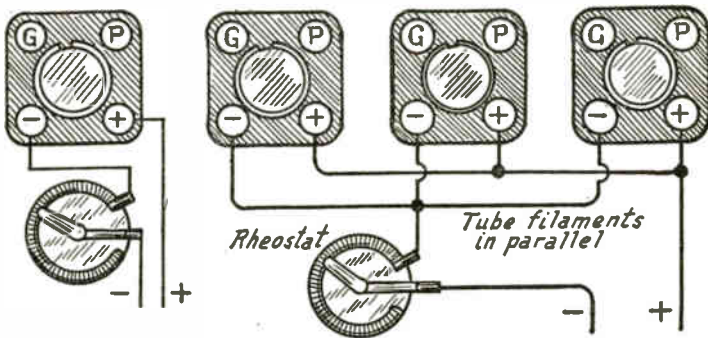 G P G P G P G P
- + - + - + - +
Rheostat
Tube filaments
in parallel
- + - +